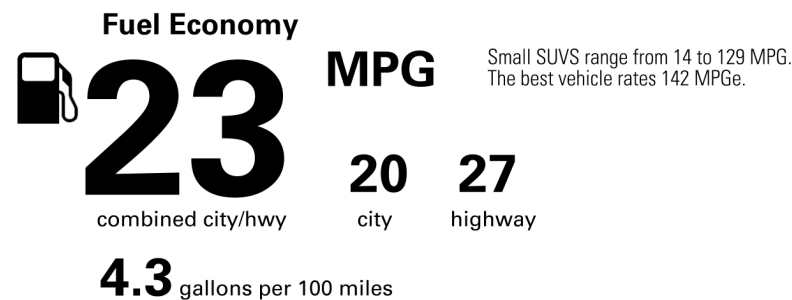 Fuel Economy
23 MPG
Small SUVS range from 14 to 129 MPG.
The best vehicle rates 142 MPGe.
combined city/hwy
20 city
27 highway
4.3 gallons per 100 miles